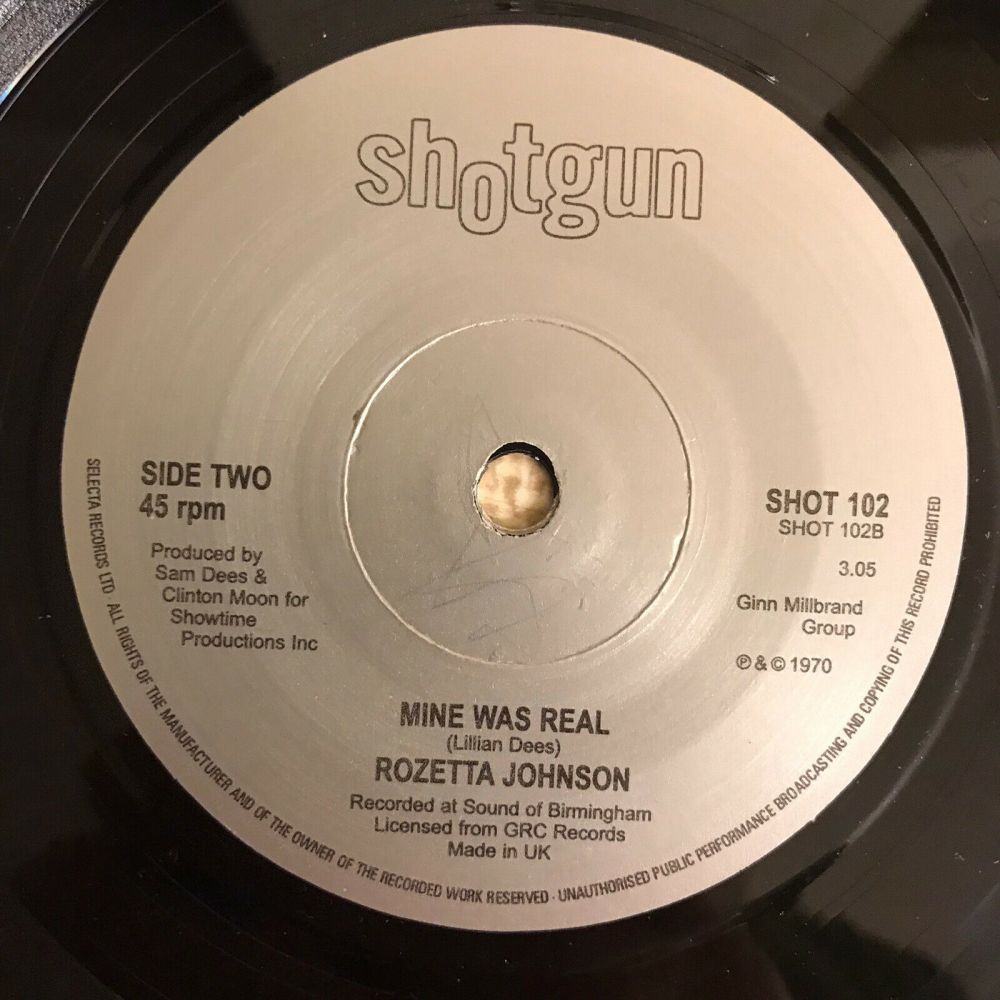 shotgun
SIDE TWO
45 rpm
Produced by
Sam Dees &
Clinton Moon for
Showtime
Productions Inc
SHOT 102
SHOT 102B
3.05
Ginn Millbrand
Group
℗ & © 1970
MINE WAS REAL
(Lillian Dees)
ROZETTA JOHNSON
Recorded at Sound of Birmingham
Licensed from GRC Records
Made in UK
SELECTA RECORDS LTD · ALL RIGHTS OF THE MANUFACTURER AND OF THE OWNER OF THE RECORDED WORK RESERVED · UNAUTHORISED PUBLIC PERFORMANCE BROADCASTING AND COPYING OF THIS RECORD PROHIBITED